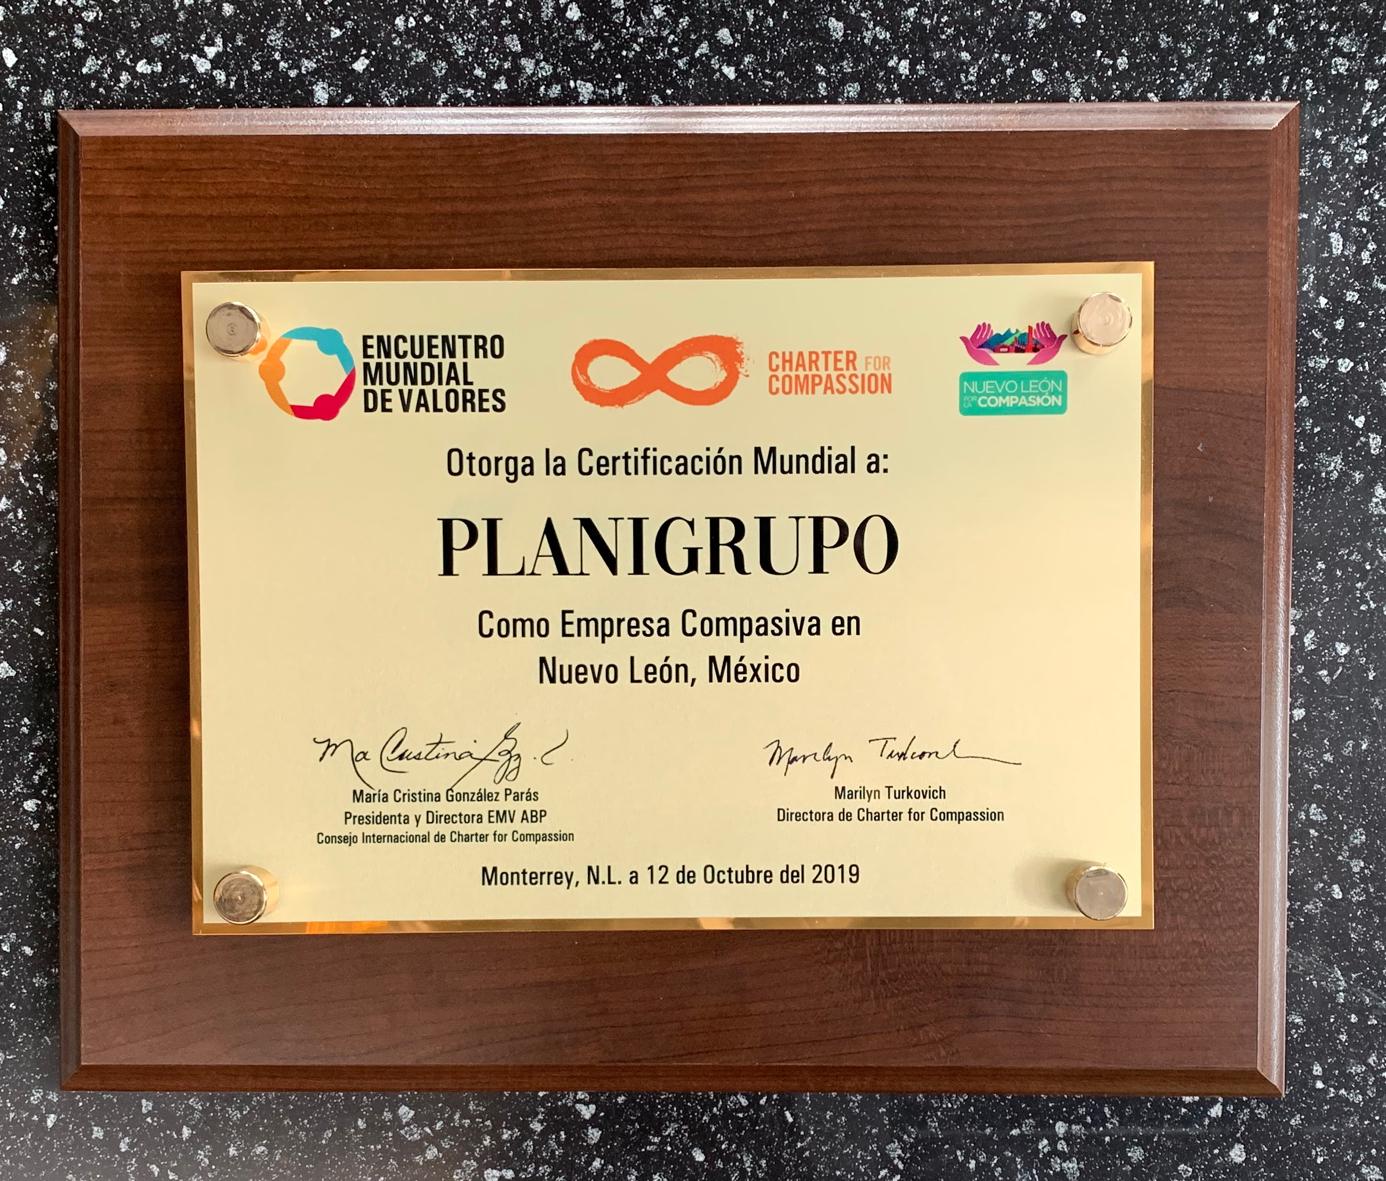 ENCUENTRO
MUNDIAL
DE VALORES
CHARTER FOR
COMPASSION
NUEVO LEÓN
POR LA COMPASIÓN
Otorga la Certificación Mundial a:
PLANIGRUPO
Como Empresa Compasiva en
Nuevo León, México
Ma Cristina Gzz.
María Cristina González Parás
Presidenta y Directora EMV ABP
Consejo Internacional de Charter for Compassion
Marilyn Turkovich
Marilyn Turkovich
Directora de Charter for Compassion
Monterrey, N.L. a 12 de Octubre del 2019